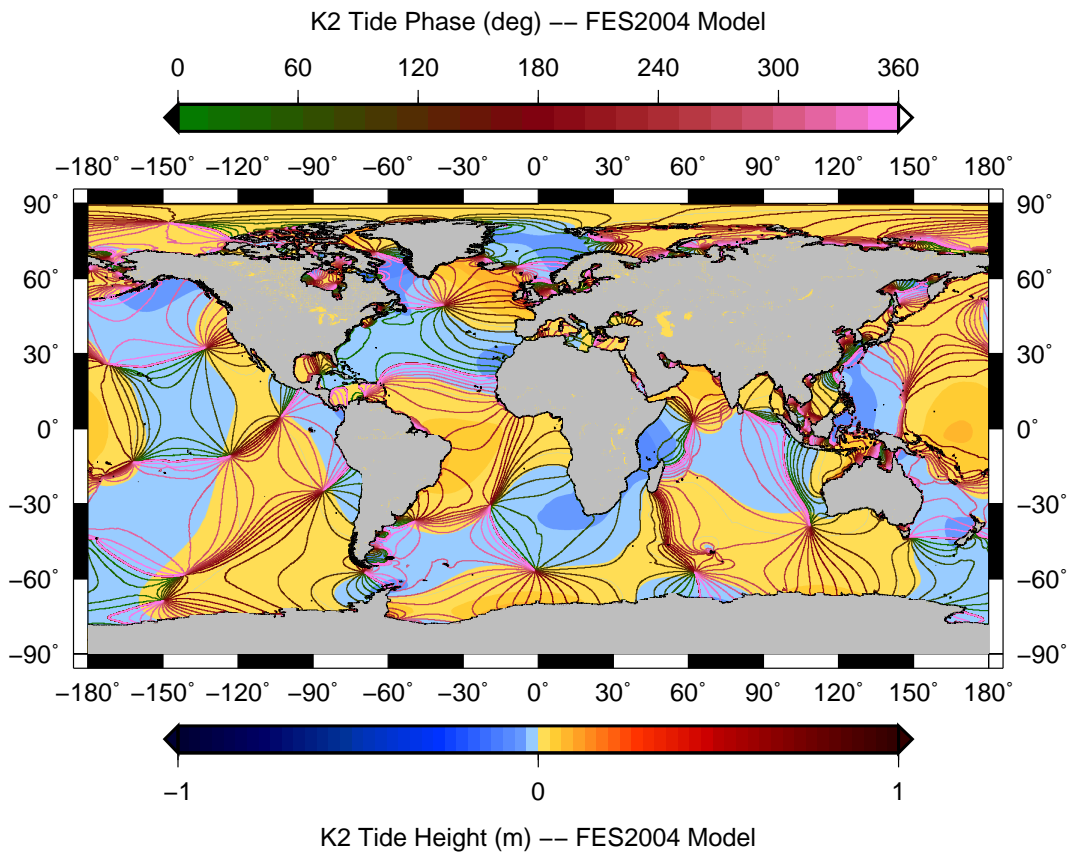 K2 Tide Phase (deg) −− FES2004 Model
0 60 120 180 240 300 360
−180˚ −150˚ −120˚ −90˚ −60˚ −30˚ 0˚ 30˚ 60˚ 90˚ 120˚ 150˚ 180˚
90˚ 90˚
60˚ 60˚
30˚ 30˚
0˚ 0˚
−30˚ −30˚
−60˚ −60˚
−90˚ −90˚
−180˚ −150˚ −120˚ −90˚ −60˚ −30˚ 0˚ 30˚ 60˚ 90˚ 120˚ 150˚ 180˚
−1 0 1
K2 Tide Height (m) −− FES2004 Model